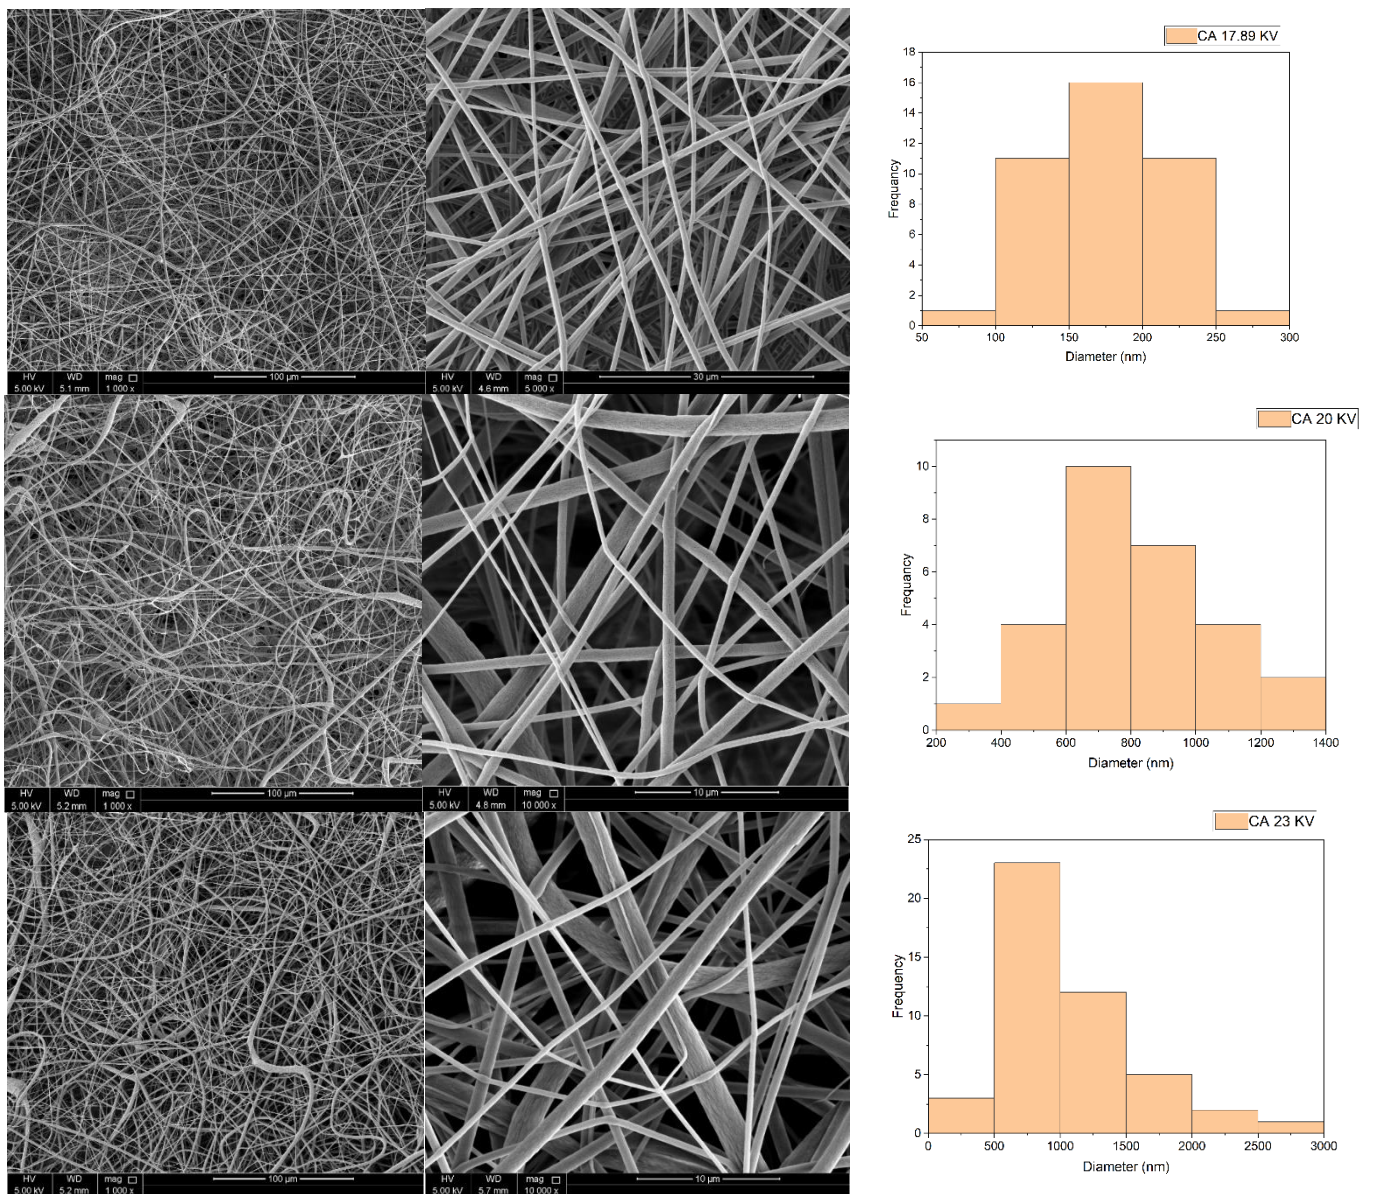 CA 17.89 KV
18
16
14
12
10
8
6
4
2
0
Frequancy
50 100 150 200 250 300
Diameter (nm)
HV WD mag 100 µm
5.00 kV 5.1 mm 1 000 x
HV WD mag 30 µm
5.00 kV 4.6 mm 5 000 x
CA 20 KV
10
8
6
4
2
0
Frequancy
200 400 600 800 1000 1200 1400
Diameter (nm)
HV WD mag 100 µm
5.00 kV 5.2 mm 1 000 x
HV WD mag 10 µm
5.00 kV 4.8 mm 10 000 x
CA 23 KV
25
20
15
10
5
0
Frequency
0 500 1000 1500 2000 2500 3000
Diameter (nm)
HV WD mag 100 µm
5.00 kV 5.2 mm 1 000 x
HV WD mag 10 µm
5.00 kV 5.7 mm 10 000 x